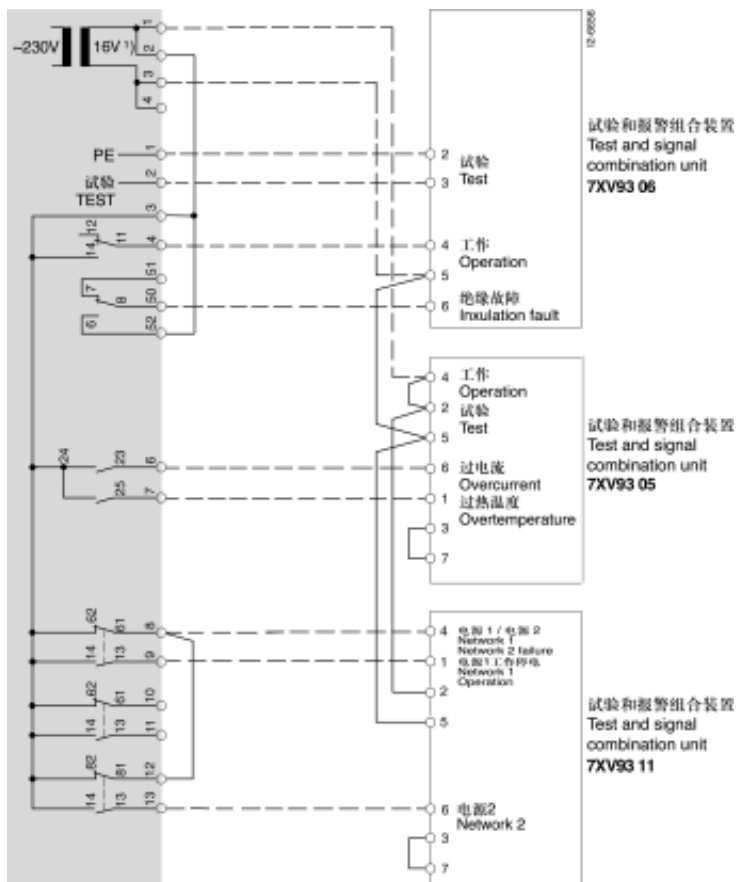 ~230V
16V 1)
1
2
3
4
PE
1
试验
TEST
2
3
12
14
11
4
51
7
8
50
6
52
24
23
6
25
7
62
61
8
14
13
9
62
61
10
14
13
11
82
81
12
14
13
13
I2-6656
2 试验
3 Test
4 工作
Operation
5
6 绝缘故障
Inxulation fault
试验和报警组合装置
Test and signal
combination unit
7XV93 06
4 工作
Operation
2 试验
Test
5
6 过电流
Overcurrent
1 过热温度
Overtemperature
3
7
试验和报警组合装置
Test and signal
combination unit
7XV93 05
4 电源 1 / 电源 2
Network 1
Network 2 failure
1 电源1工作停电
Network 1
Operation
2
5
6 电源2
Network 2
3
7
试验和报警组合装置
Test and signal
combination unit
7XV93 11